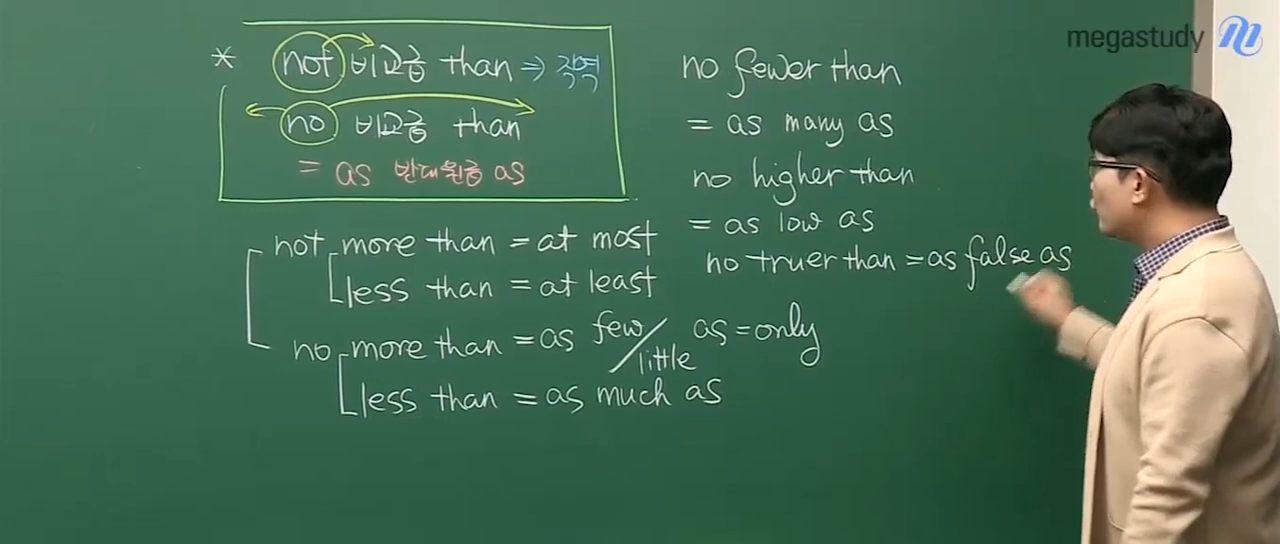 megastudy
* not 비교급 than ⇒ 직역
no 비교급 than
= as 반대원급 as
not more than = at most
less than = at least
no more than = as few/little as = only
less than = as much as
no fewer than
= as many as
no higher than
= as low as
no truer than = as false as